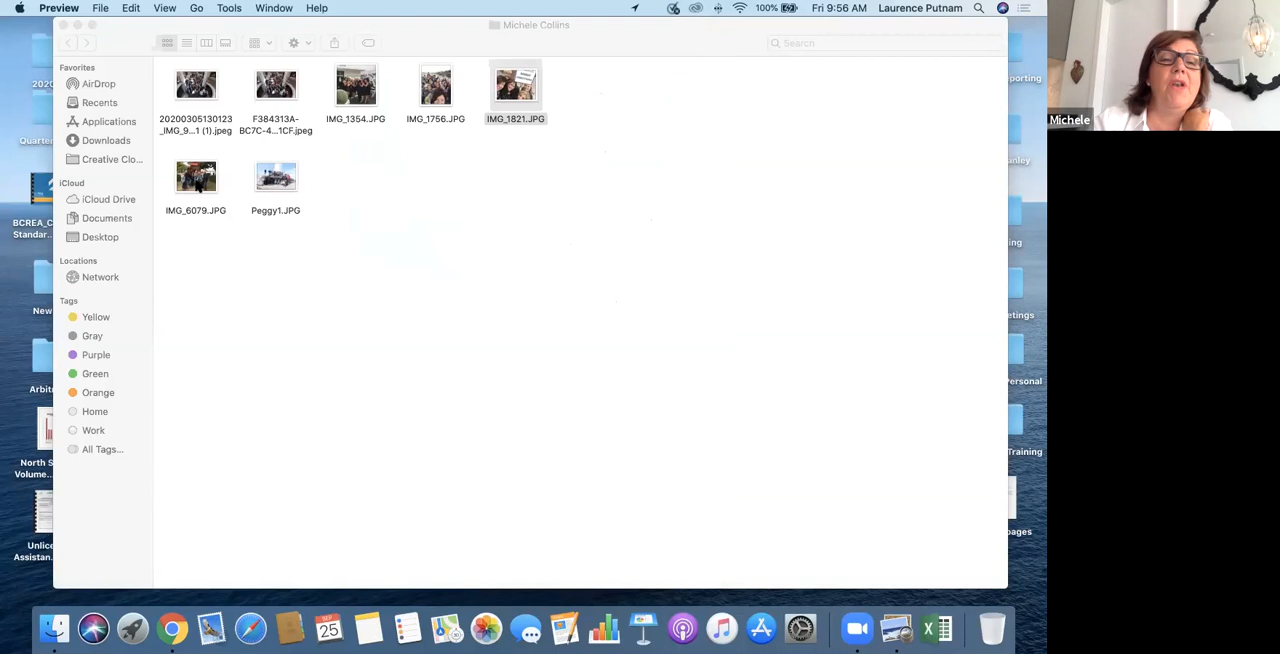 Preview File Edit View Go Tools Window Help 100% Fri 9:56 AM Laurence Putnam
Michele Collins
Search
Favorites
AirDrop
Recents
Applications
Downloads
Creative Clo...
iCloud
iCloud Drive
Documents
Desktop
Locations
Network
Tags
Yellow
Gray
Purple
Green
Orange
Home
Work
All Tags...
20200305130123
_IMG_9...1 (1).jpeg
F384313A-
BC7C-4...1CF.jpeg
IMG_1354.JPG
IMG_1756.JPG
IMG_1821.JPG
IMG_6079.JPG
Peggy1.JPG
2020
Quarter
BCREA_C
Standar...
New
Arbit
North S
Volume...
Unlice
Assistan...
porting
anley
ing
etings
Personal
Training
pages
SEP
25
Michele